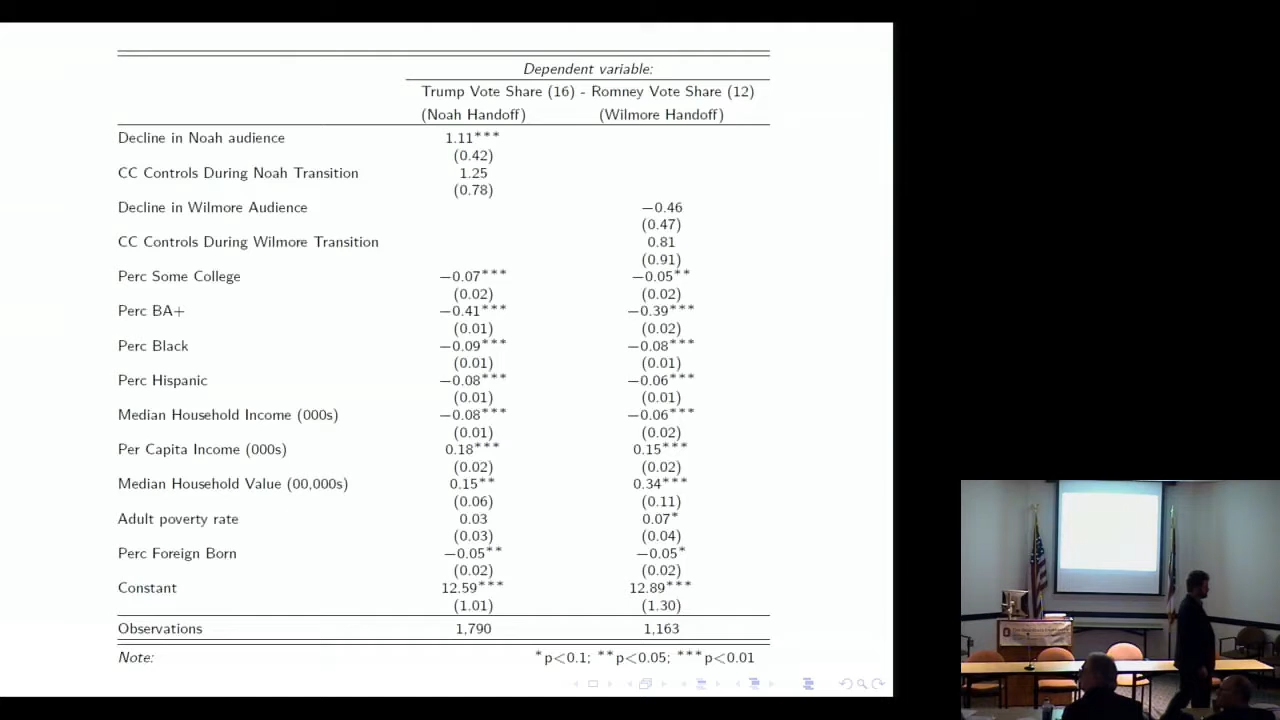 Dependent variable:
Trump Vote Share (16) - Romney Vote Share (12)
(Noah Handoff) (Wilmore Handoff)
Decline in Noah audience 1.11***
(0.42)
CC Controls During Noah Transition 1.25
(0.78)
Decline in Wilmore Audience −0.46
(0.47)
CC Controls During Wilmore Transition 0.81
(0.91)
Perc Some College −0.07*** −0.05**
(0.02) (0.02)
Perc BA+ −0.41*** −0.39***
(0.01) (0.02)
Perc Black −0.09*** −0.08***
(0.01) (0.01)
Perc Hispanic −0.08*** −0.06***
(0.01) (0.01)
Median Household Income (000s) −0.08*** −0.06***
(0.01) (0.02)
Per Capita Income (000s) 0.18*** 0.15***
(0.02) (0.02)
Median Household Value (00,000s) 0.15** 0.34***
(0.06) (0.11)
Adult poverty rate 0.03 0.07*
(0.03) (0.04)
Perc Foreign Born −0.05** −0.05*
(0.02) (0.02)
Constant 12.59*** 12.89***
(1.01) (1.30)
Observations 1,790 1,163
Note: *p<0.1; **p<0.05; ***p<0.01